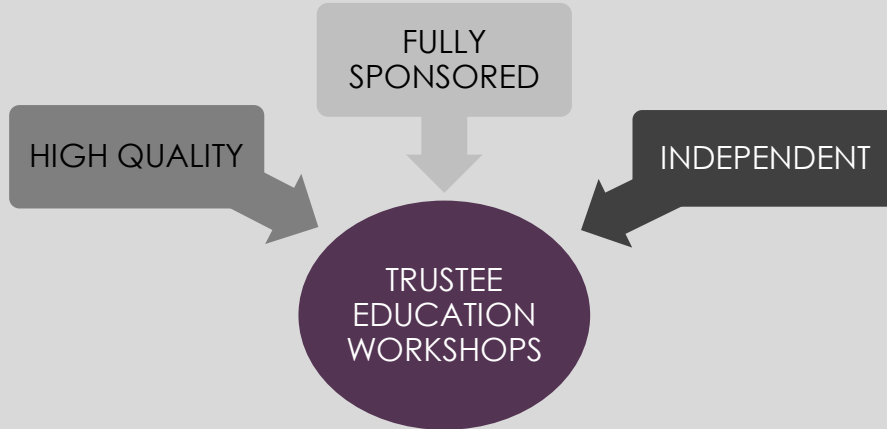 FULLY
SPONSORED
HIGH QUALITY
INDEPENDENT
TRUSTEE
EDUCATION
WORKSHOPS